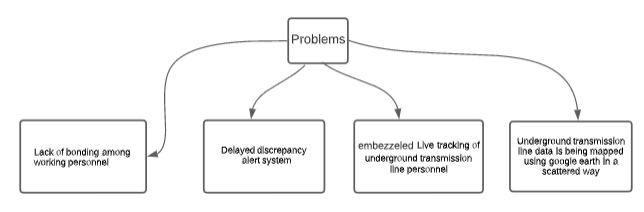 Problems
Lack of bonding among
working personnel
Delayed discrepancy
alert system
embezzeled Live tracking of
underground transmission
line personnel
Underground transmission
line data is being mapped
using google earth in a
scattered way